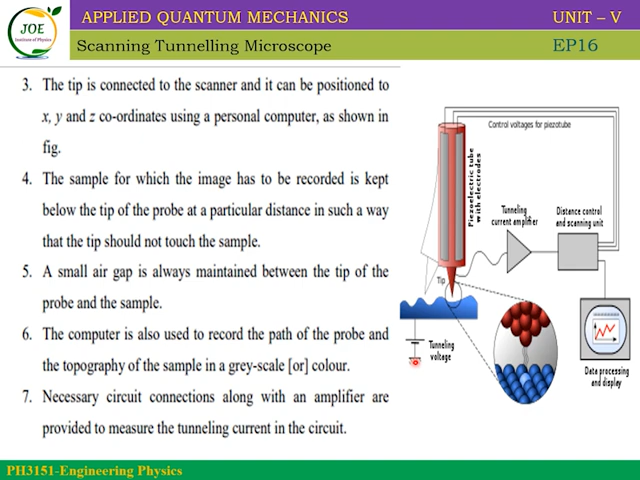 JOE
Institute of Physics
APPLIED QUANTUM MECHANICS
UNIT – V
Scanning Tunnelling Microscope
EP16
3. The tip is connected to the scanner and it can be positioned to
x, y and z co-ordinates using a personal computer, as shown in
fig.
4. The sample for which the image has to be recorded is kept
below the tip of the probe at a particular distance in such a way
that the tip should not touch the sample.
5. A small air gap is always maintained between the tip of the
probe and the sample.
6. The computer is also used to record the path of the probe and
the topography of the sample in a grey-scale [or] colour.
7. Necessary circuit connections along with an amplifier are
provided to measure the tunneling current in the circuit.
Control voltages for piezotube
Piezoelectric tube
with electrodes
Tunneling
current amplifier
Distance control
and scanning unit
Tip
Tunneling
voltage
Data processing
and display
PH3151-Engineering Physics